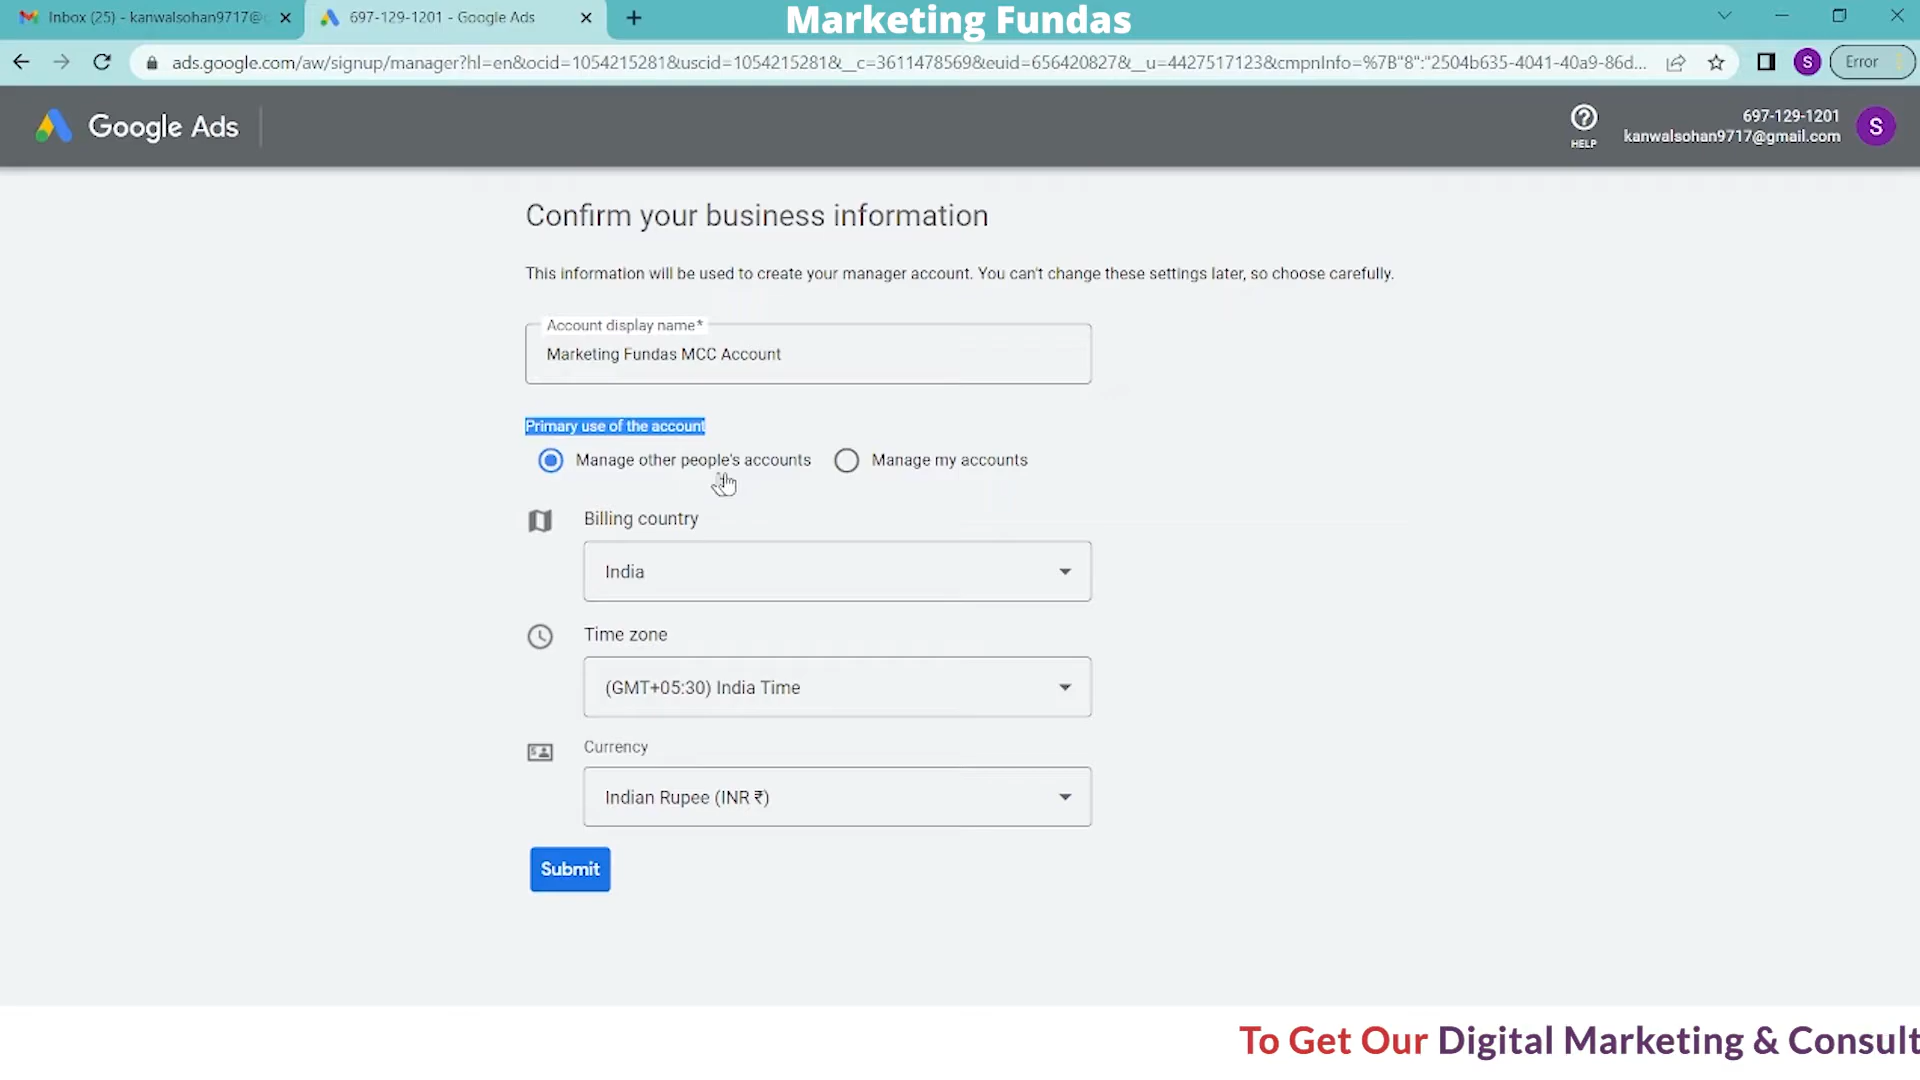 Inbox (25) - kanwalsohan9717@
697-129-1201 - Google Ads
Marketing Fundas
ads.google.com/aw/signup/manager?hl=en&ocid=1054215281&uscid=1054215281&__c=3611478569&euid=656420827&__u=4427517123&cmpnInfo=%7B"8":"2504b635-4041-40a9-86d...
S
Error
Google Ads
HELP
697-129-1201
kanwalsohan9717@gmail.com
S
Confirm your business information
This information will be used to create your manager account. You can't change these settings later, so choose carefully.
Account display name*
Marketing Fundas MCC Account
Primary use of the account
Manage other people's accounts
Manage my accounts
Billing country
India
Time zone
(GMT+05:30) India Time
Currency
Indian Rupee (INR ₹)
Submit
To Get Our Digital Marketing & Consult